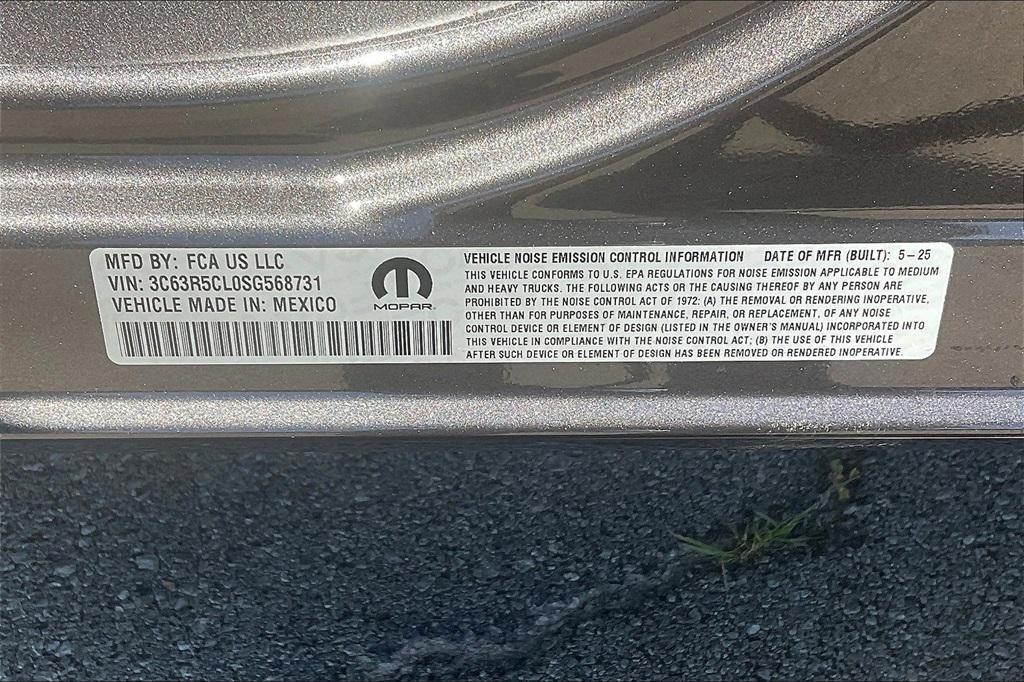 MFD BY: FCA US LLC
VIN: 3C63R5CL0SG568731
VEHICLE MADE IN: MEXICO
MOPAR
VEHICLE NOISE EMISSION CONTROL INFORMATION DATE OF MFR (BUILT): 5-25
THIS VEHICLE CONFORMS TO U.S. EPA REGULATIONS FOR NOISE EMISSION APPLICABLE TO MEDIUM
AND HEAVY TRUCKS. THE FOLLOWING ACTS OR THE CAUSING THEREOF BY ANY PERSON ARE
PROHIBITED BY THE NOISE CONTROL ACT OF 1972: (A) THE REMOVAL OR RENDERING INOPERATIVE,
OTHER THAN FOR PURPOSES OF MAINTENANCE, REPAIR, OR REPLACEMENT, OF ANY NOISE
CONTROL DEVICE OR ELEMENT OF DESIGN (LISTED IN THE OWNER'S MANUAL) INCORPORATED INTO
THIS VEHICLE IN COMPLIANCE WITH THE NOISE CONTROL ACT; (B) THE USE OF THIS VEHICLE
AFTER SUCH DEVICE OR ELEMENT OF DESIGN HAS BEEN REMOVED OR RENDERED INOPERATIVE.